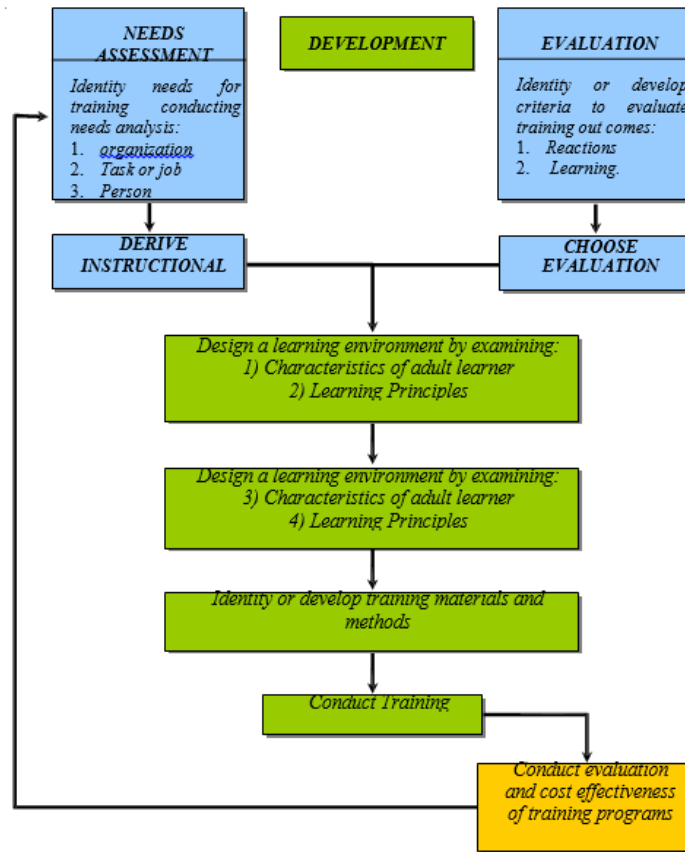 NEEDS
ASSESSMENT
Identity needs for
training conducting
needs analysis:
1. organization
2. Task or job
3. Person
DEVELOPMENT
EVALUATION
Identity or develop
criteria to evaluate
training out comes:
1. Reactions
2. Learning.
DERIVE
INSTRUCTIONAL
CHOOSE
EVALUATION
Design a learning environment by examining:
1) Characteristics of adult learner
2) Learning Principles
Design a learning environment by examining:
3) Characteristics of adult learner
4) Learning Principles
Identity or develop training materials and
methods
Conduct Training
Conduct evaluation
and cost effectiveness
of training programs